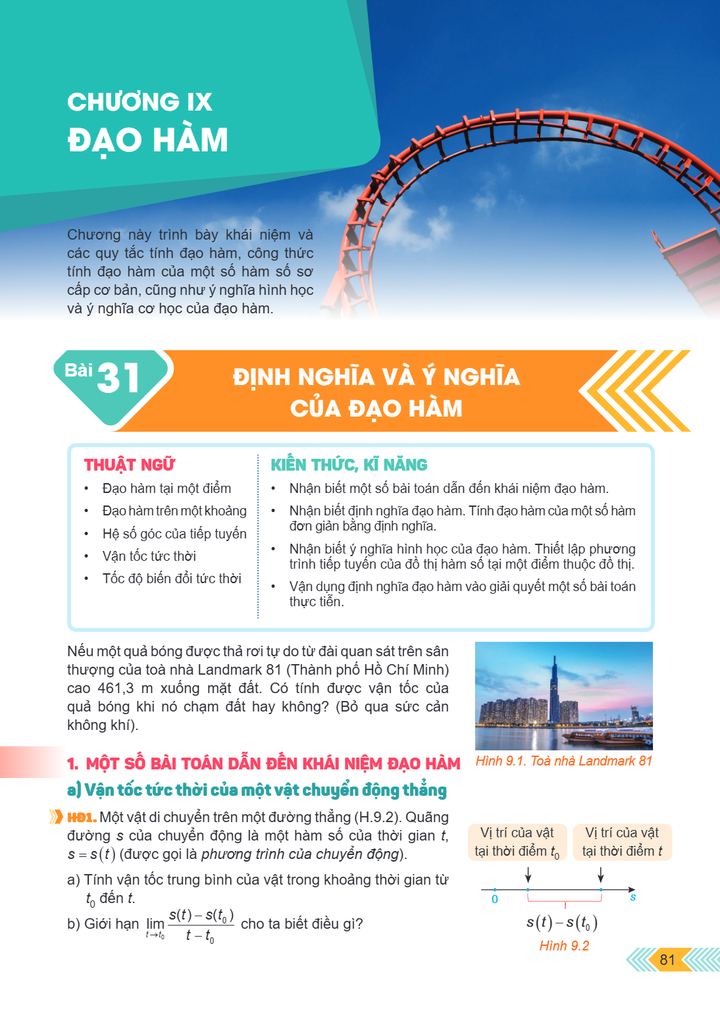 CHƯƠNG IX
ĐẠO HÀM
Chương này trình bày khái niệm và
các quy tắc tính đạo hàm, công thức
tính đạo hàm của một số hàm số sơ
cấp cơ bản, cũng như ý nghĩa hình học
và ý nghĩa cơ học của đạo hàm.
Bài 31
ĐỊNH NGHĨA VÀ Ý NGHĨA
CỦA ĐẠO HÀM
THUẬT NGỮ
• Đạo hàm tại một điểm
• Đạo hàm trên một khoảng
• Hệ số góc của tiếp tuyến
• Vận tốc tức thời
• Tốc độ biến đổi tức thời
KIẾN THỨC, KĨ NĂNG
• Nhận biết một số bài toán dẫn đến khái niệm đạo hàm.
• Nhận biết định nghĩa đạo hàm. Tính đạo hàm của một số hàm
đơn giản bằng định nghĩa.
• Nhận biết ý nghĩa hình học của đạo hàm. Thiết lập phương
trình tiếp tuyến của đồ thị hàm số tại một điểm thuộc đồ thị.
• Vận dụng định nghĩa đạo hàm vào giải quyết một số bài toán
thực tiễn.
Nếu một quả bóng được thả rơi tự do từ đài quan sát trên sân
thượng của toà nhà Landmark 81 (Thành phố Hồ Chí Minh)
cao 461,3 m xuống mặt đất. Có tính được vận tốc của
quả bóng khi nó chạm đất hay không? (Bỏ qua sức cản
không khí).
Hình 9.1. Toà nhà Landmark 81
1. MỘT SỐ BÀI TOÁN DẪN ĐẾN KHÁI NIỆM ĐẠO HÀM
a) Vận tốc tức thời của một vật chuyển động thẳng
HĐ1. Một vật di chuyển trên một đường thẳng (H.9.2). Quãng
đường s của chuyển động là một hàm số của thời gian t,
s = s(t) (được gọi là phương trình của chuyển động).
a) Tính vận tốc trung bình của vật trong khoảng thời gian từ
t₀ đến t.
b) Giới hạn lim_{t→t₀} (s(t) − s(t₀))/(t − t₀) cho ta biết điều gì?
Vị trí của vật
tại thời điểm t₀
Vị trí của vật
tại thời điểm t
0 s
s(t) − s(t₀)
Hình 9.2
81